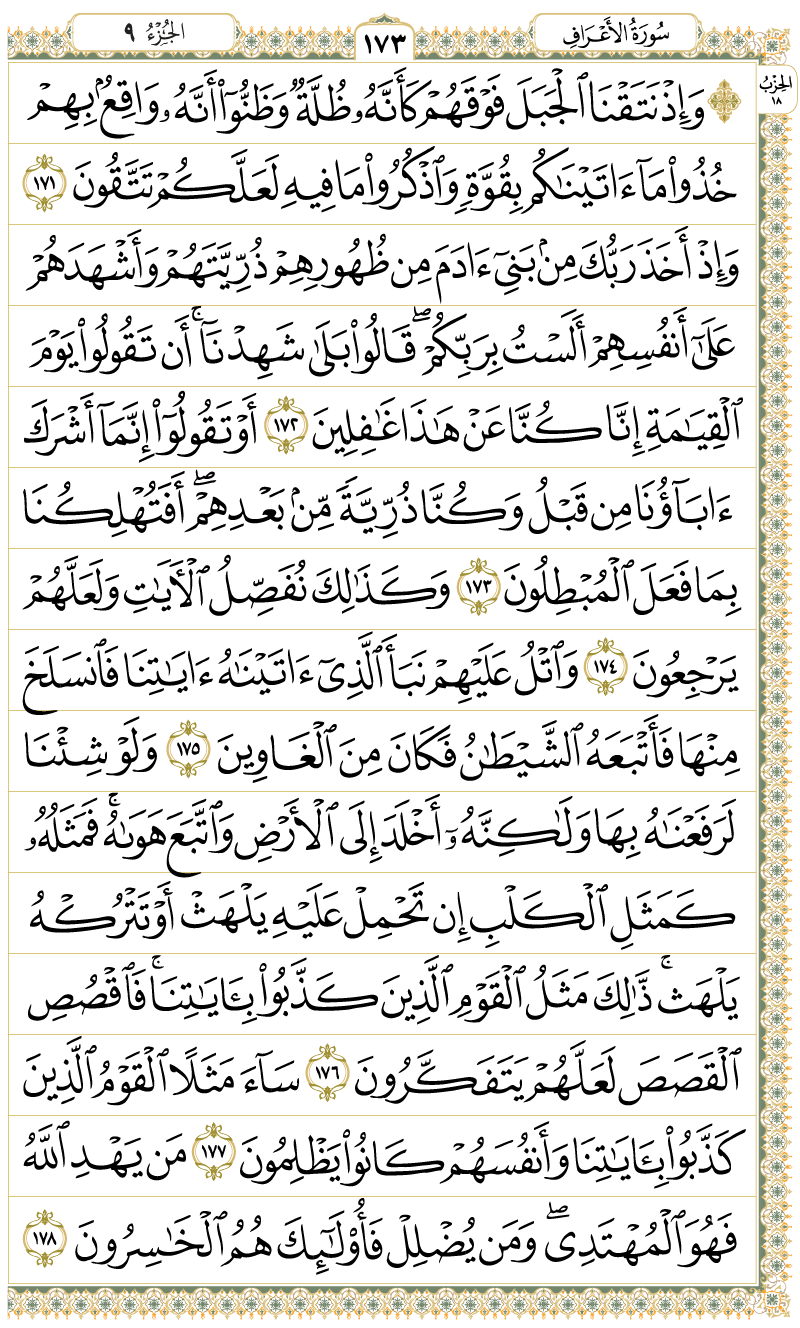 سُورَةُ الأَعْرَافِ
١٧٣
الجُزْءُ ٩
الحِزْبُ
١٨
۞ وَإِذْ نَتَقْنَا ٱلْجَبَلَ فَوْقَهُمْ كَأَنَّهُۥ ظُلَّةٌ وَظَنُّوٓا۟ أَنَّهُۥ وَاقِعٌۢ بِهِمْ
خُذُوا۟ مَآ ءَاتَيْنَٰكُم بِقُوَّةٍ وَٱذْكُرُوا۟ مَا فِيهِ لَعَلَّكُمْ تَتَّقُونَ ١٧١
وَإِذْ أَخَذَ رَبُّكَ مِنۢ بَنِىٓ ءَادَمَ مِن ظُهُورِهِمْ ذُرِّيَّتَهُمْ وَأَشْهَدَهُمْ
عَلَىٰٓ أَنفُسِهِمْ أَلَسْتُ بِرَبِّكُمْ ۖ قَالُوا۟ بَلَىٰ شَهِدْنَآ ۚ أَن تَقُولُوا۟ يَوْمَ
ٱلْقِيَٰمَةِ إِنَّا كُنَّا عَنْ هَٰذَا غَٰفِلِينَ ١٧٢ أَوْ تَقُولُوٓا۟ إِنَّمَآ أَشْرَكَ
ءَابَآؤُنَا مِن قَبْلُ وَكُنَّا ذُرِّيَّةً مِّنۢ بَعْدِهِمْ ۖ أَفَتُهْلِكُنَا
بِمَا فَعَلَ ٱلْمُبْطِلُونَ ١٧٣ وَكَذَٰلِكَ نُفَصِّلُ ٱلْءَايَٰتِ وَلَعَلَّهُمْ
يَرْجِعُونَ ١٧٤ وَٱتْلُ عَلَيْهِمْ نَبَأَ ٱلَّذِىٓ ءَاتَيْنَٰهُ ءَايَٰتِنَا فَٱنسَلَخَ
مِنْهَا فَأَتْبَعَهُ ٱلشَّيْطَٰنُ فَكَانَ مِنَ ٱلْغَاوِينَ ١٧٥ وَلَوْ شِئْنَا
لَرَفَعْنَٰهُ بِهَا وَلَٰكِنَّهُۥٓ أَخْلَدَ إِلَى ٱلْأَرْضِ وَٱتَّبَعَ هَوَىٰهُ ۚ فَمَثَلُهُۥ
كَمَثَلِ ٱلْكَلْبِ إِن تَحْمِلْ عَلَيْهِ يَلْهَثْ أَوْ تَتْرُكْهُ
يَلْهَث ۚ ذَّٰلِكَ مَثَلُ ٱلْقَوْمِ ٱلَّذِينَ كَذَّبُوا۟ بِـَٔايَٰتِنَا ۚ فَٱقْصُصِ
ٱلْقَصَصَ لَعَلَّهُمْ يَتَفَكَّرُونَ ١٧٦ سَآءَ مَثَلًا ٱلْقَوْمُ ٱلَّذِينَ
كَذَّبُوا۟ بِـَٔايَٰتِنَا وَأَنفُسَهُمْ كَانُوا۟ يَظْلِمُونَ ١٧٧ مَن يَهْدِ ٱللَّهُ
فَهُوَ ٱلْمُهْتَدِى ۖ وَمَن يُضْلِلْ فَأُو۟لَٰٓئِكَ هُمُ ٱلْخَٰسِرُونَ ١٧٨